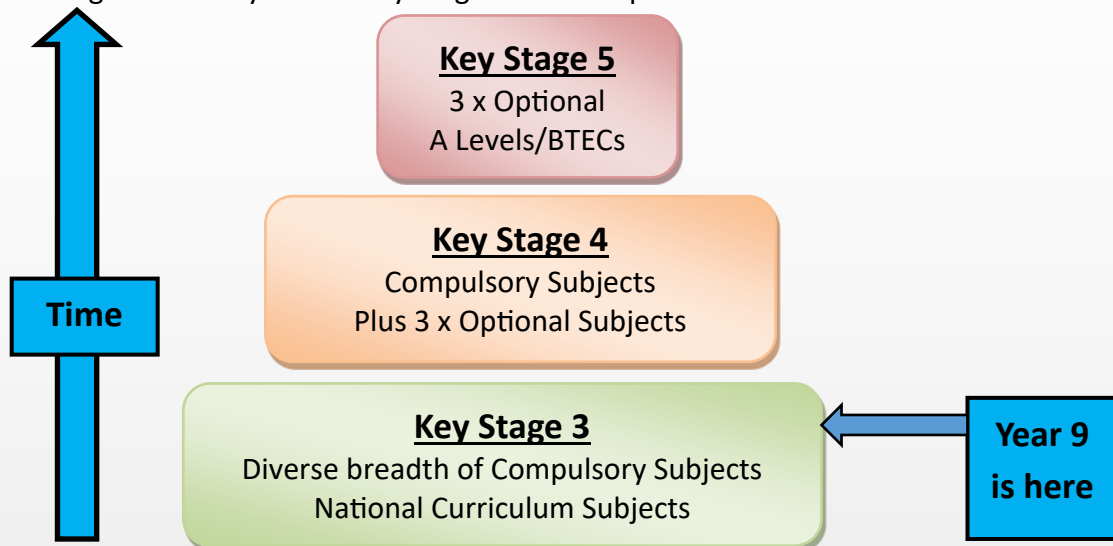 Key Stage 5
3 x Optional
A Levels/BTECs
Key Stage 4
Compulsory Subjects
Plus 3 x Optional Subjects
Time
Key Stage 3
Diverse breadth of Compulsory Subjects
National Curriculum Subjects
Year 9
is here